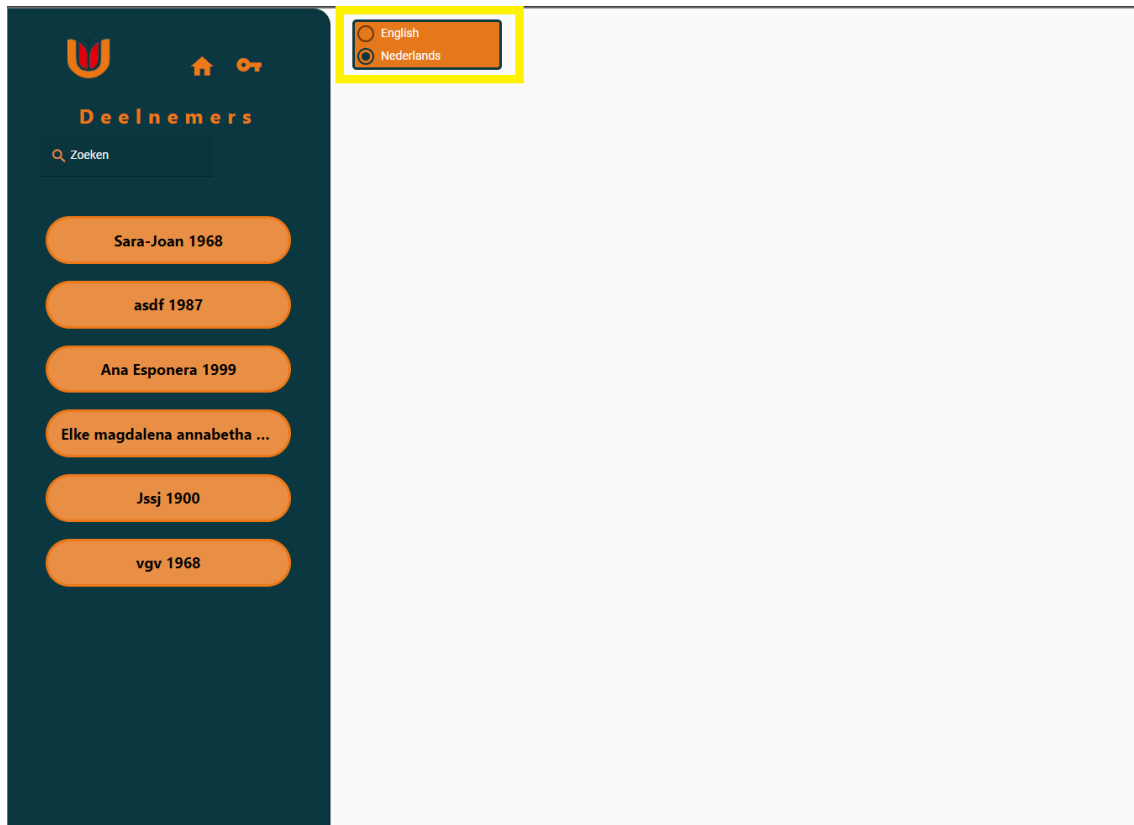 English
Nederlands
Deelnemers
Zoeken
Sara-Joan 1968
asdf 1987
Ana Esponera 1999
Elke magdalena annabetha ...
Jssj 1900
vgv 1968